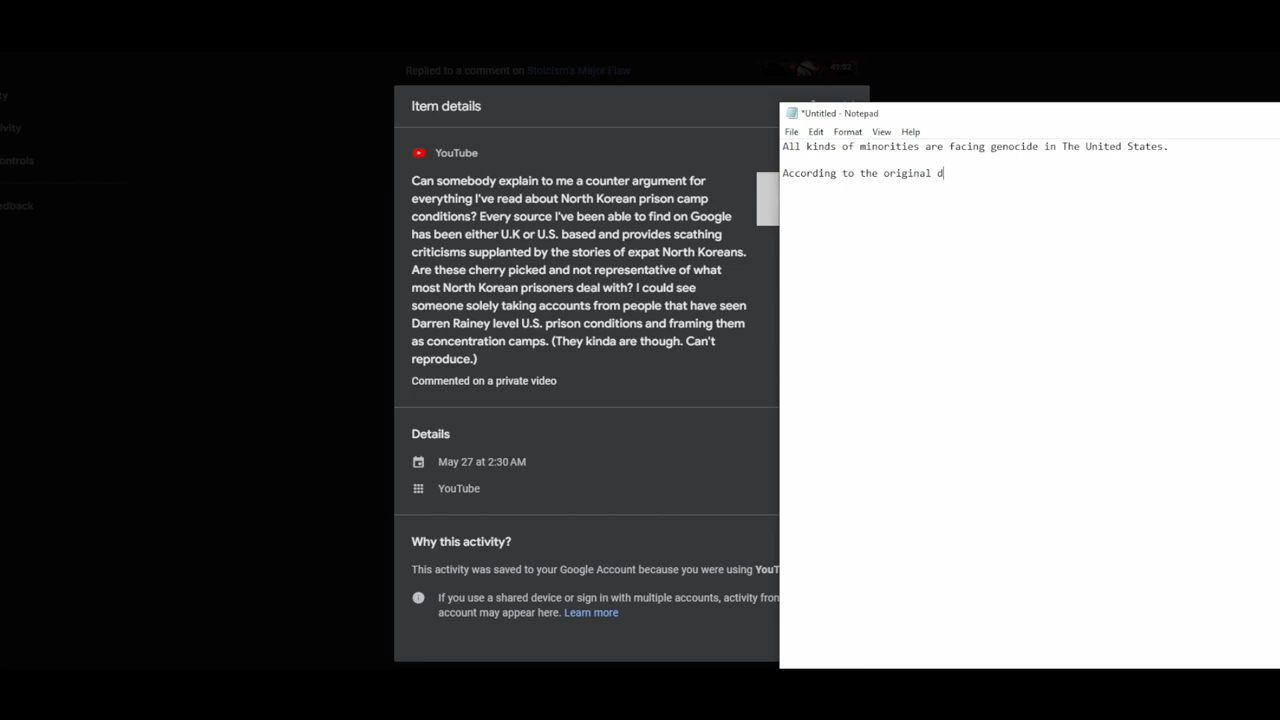 Replied to a comment on Stoicism's Major Flaw
Item details
YouTube
Can somebody explain to me a counter argument for
everything I've read about North Korean prison camp
conditions? Every source I've been able to find on Google
has been either U.K or U.S. based and provides scathing
criticisms supplanted by the stories of expat North Koreans.
Are these cherry picked and not representative of what
most North Korean prisoners deal with? I could see
someone solely taking accounts from people that have seen
Darren Rainey level U.S. prison conditions and framing them
as concentration camps. (They kinda are though. Can't
reproduce.)
Commented on a private video
Details
May 27 at 2:30 AM
YouTube
Why this activity?
This activity was saved to your Google Account because you were using YouT
If you use a shared device or sign in with multiple accounts, activity from
account may appear here. Learn more
*Untitled - Notepad
File Edit Format View Help
All kinds of minorities are facing genocide in The United States.
According to the original d
ty
ivity
ontrols
edback